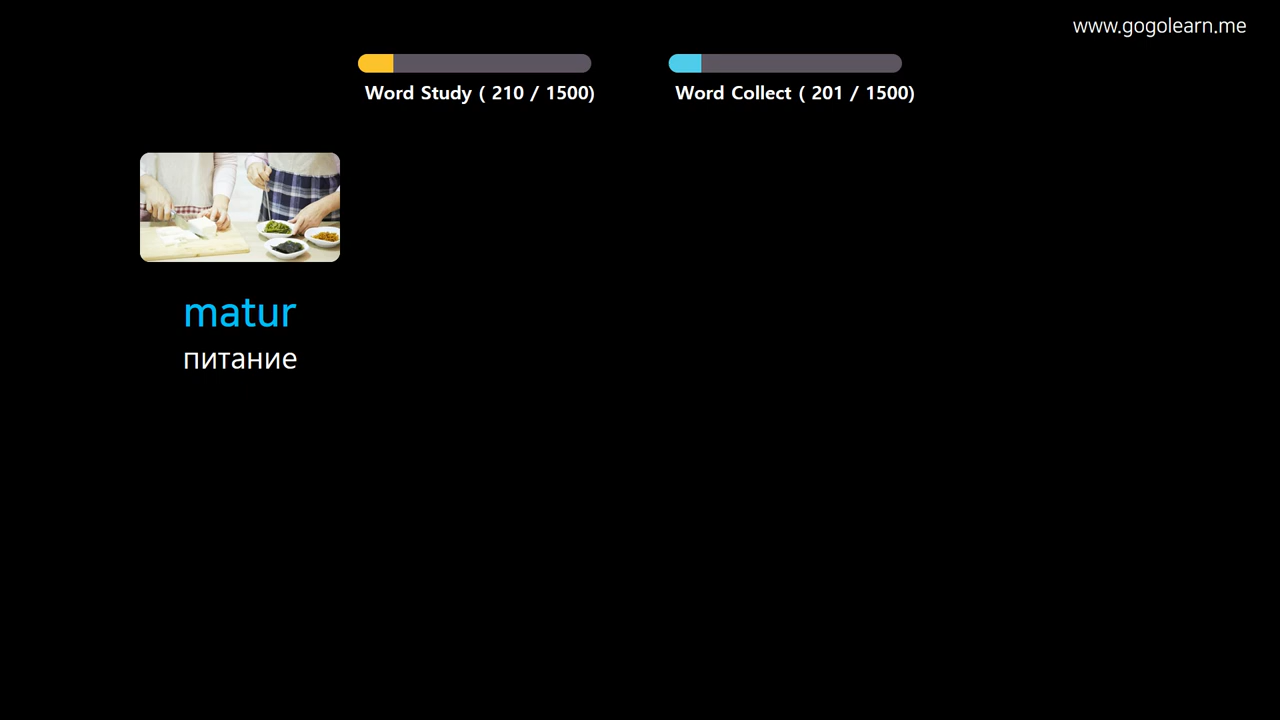 www.gogolearn.me
Word Study ( 210 / 1500)
Word Collect ( 201 / 1500)
matur
питание